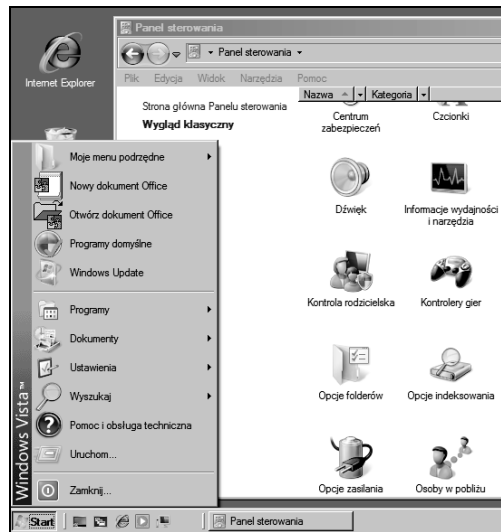 Internet Explorer
Panel sterowania
Panel sterowania
Plik Edycja Widok Narzędzia Pomoc
Strona główna Panelu sterowania
Wygląd klasyczny
Nazwa Kategoria
Centrum
zabezpieczeń
Czcionki
Dźwięk
Informacje wydajności
i narzędzia
Kontrola rodzicielska
Kontrolery gier
Opcje folderów
Opcje indeksowania
Opcje zasilania
Osoby w pobliżu
Moje menu podrzędne
Nowy dokument Office
Otwórz dokument Office
Programy domyślne
Windows Update
Programy
Dokumenty
Ustawienia
Wyszukaj
Pomoc i obsługa techniczna
Uruchom...
Zamknij...
Windows Vista™
Start
Panel sterowania